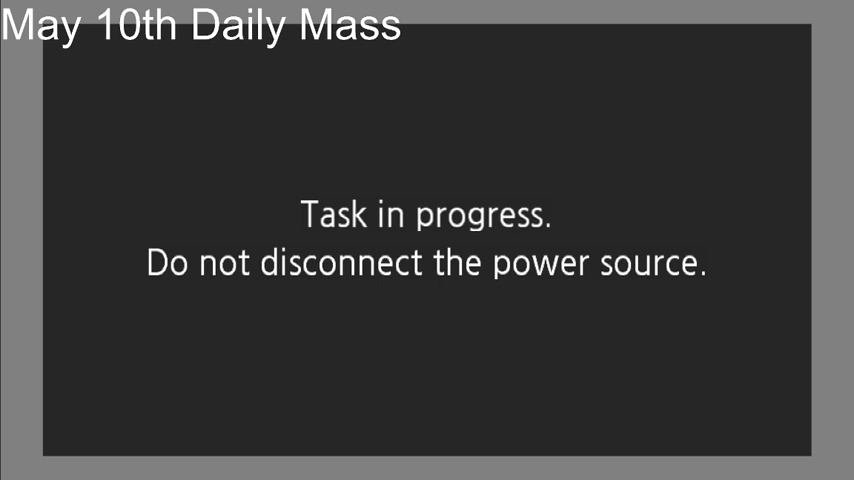 May 10th Daily Mass
Task in progress.
Do not disconnect the power source.